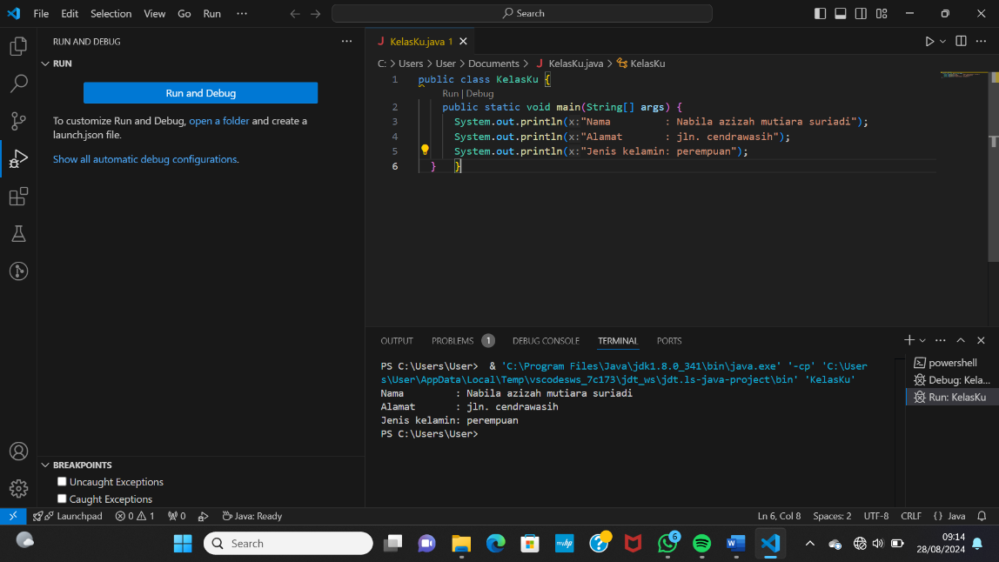 File Edit Selection View Go Run ··· Search
RUN AND DEBUG ···
RUN
Run and Debug
To customize Run and Debug, open a folder and create a
launch.json file.
Show all automatic debug configurations.
BREAKPOINTS
Uncaught Exceptions
Caught Exceptions
KelasKu.java 1
C: > Users > User > Documents > KelasKu.java > KelasKu
1 public class KelasKu {
Run | Debug
2 public static void main(String[] args) {
3 System.out.println(x:"Nama         : Nabila azizah mutiara suriadi");
4 System.out.println(x:"Alamat       : jln. cendrawasih");
5 System.out.println(x:"Jenis kelamin: perempuan");
6 }   }
OUTPUT PROBLEMS 1 DEBUG CONSOLE TERMINAL PORTS
PS C:\Users\User>  & 'C:\Program Files\Java\jdk1.8.0_341\bin\java.exe' '-cp' 'C:\User
s\User\AppData\Local\Temp\vscodesws_7c173\jdt_ws\jdt.ls-java-project\bin' 'KelasKu'
Nama         : Nabila azizah mutiara suriadi
Alamat       : jln. cendrawasih
Jenis kelamin: perempuan
PS C:\Users\User>
powershell
Debug: Kela...
Run: KelasKu
Launchpad 0 1 0 Java: Ready Ln 6, Col 8 Spaces: 2 UTF-8 CRLF {} Java
Search myhp 6 09:14
28/08/2024